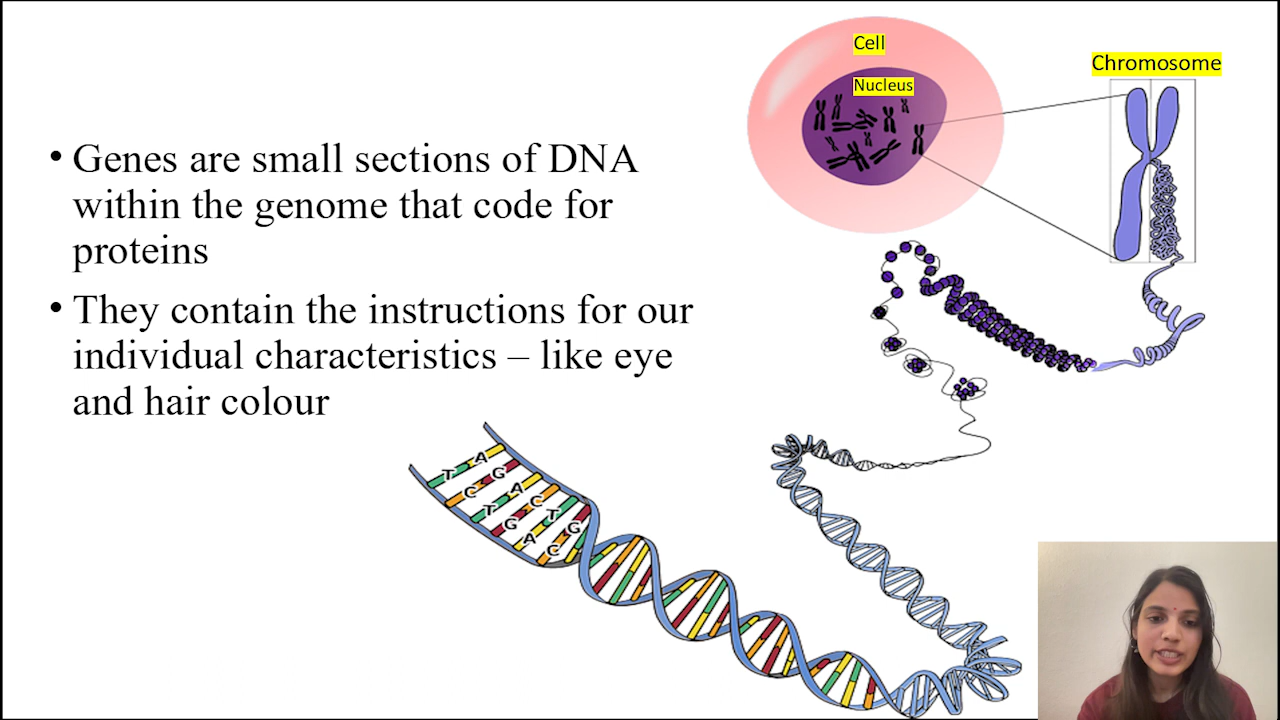 Cell
Nucleus
Chromosome
• Genes are small sections of DNA
within the genome that code for
proteins
• They contain the instructions for our
individual characteristics – like eye
and hair colour
T A
C G
T A
G C
A T
C G